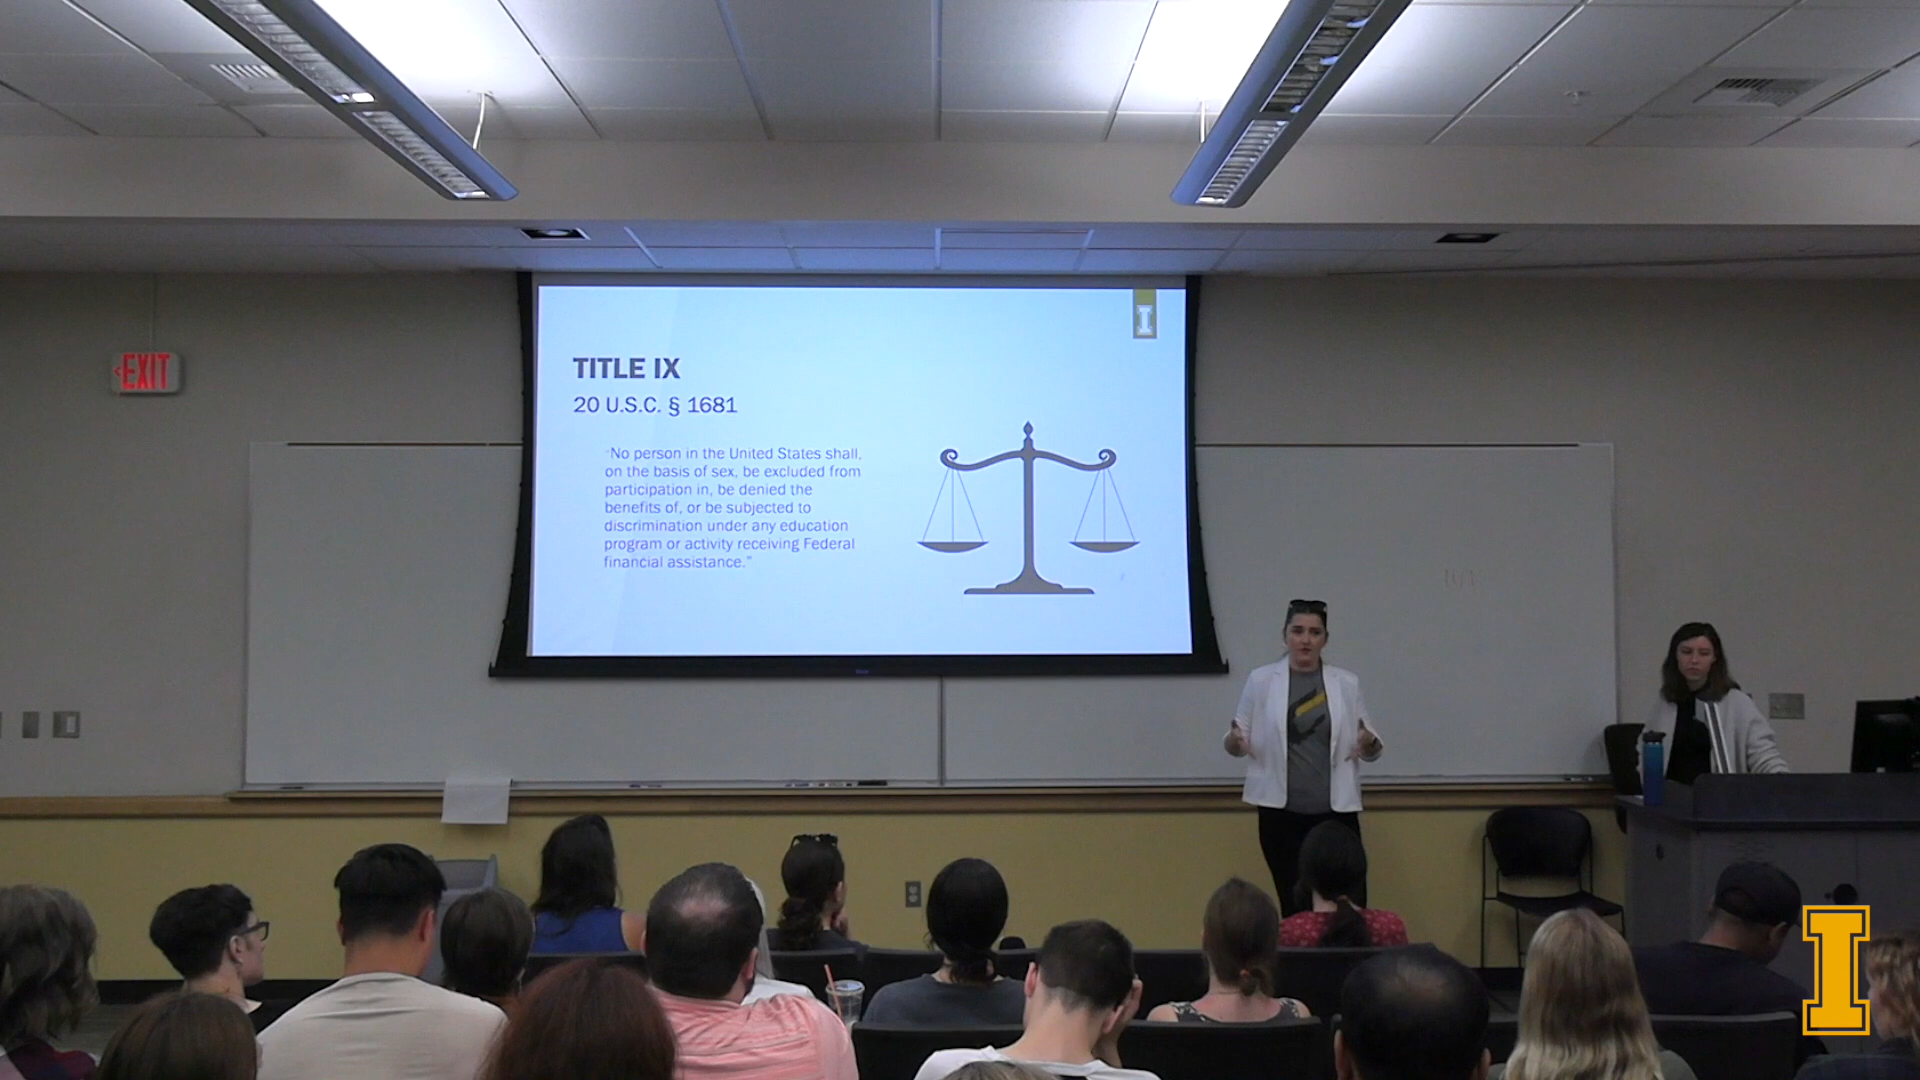 EXIT
I
TITLE IX
20 U.S.C. § 1681
“No person in the United States shall,
on the basis of sex, be excluded from
participation in, be denied the
benefits of, or be subjected to
discrimination under any education
program or activity receiving Federal
financial assistance.”
I